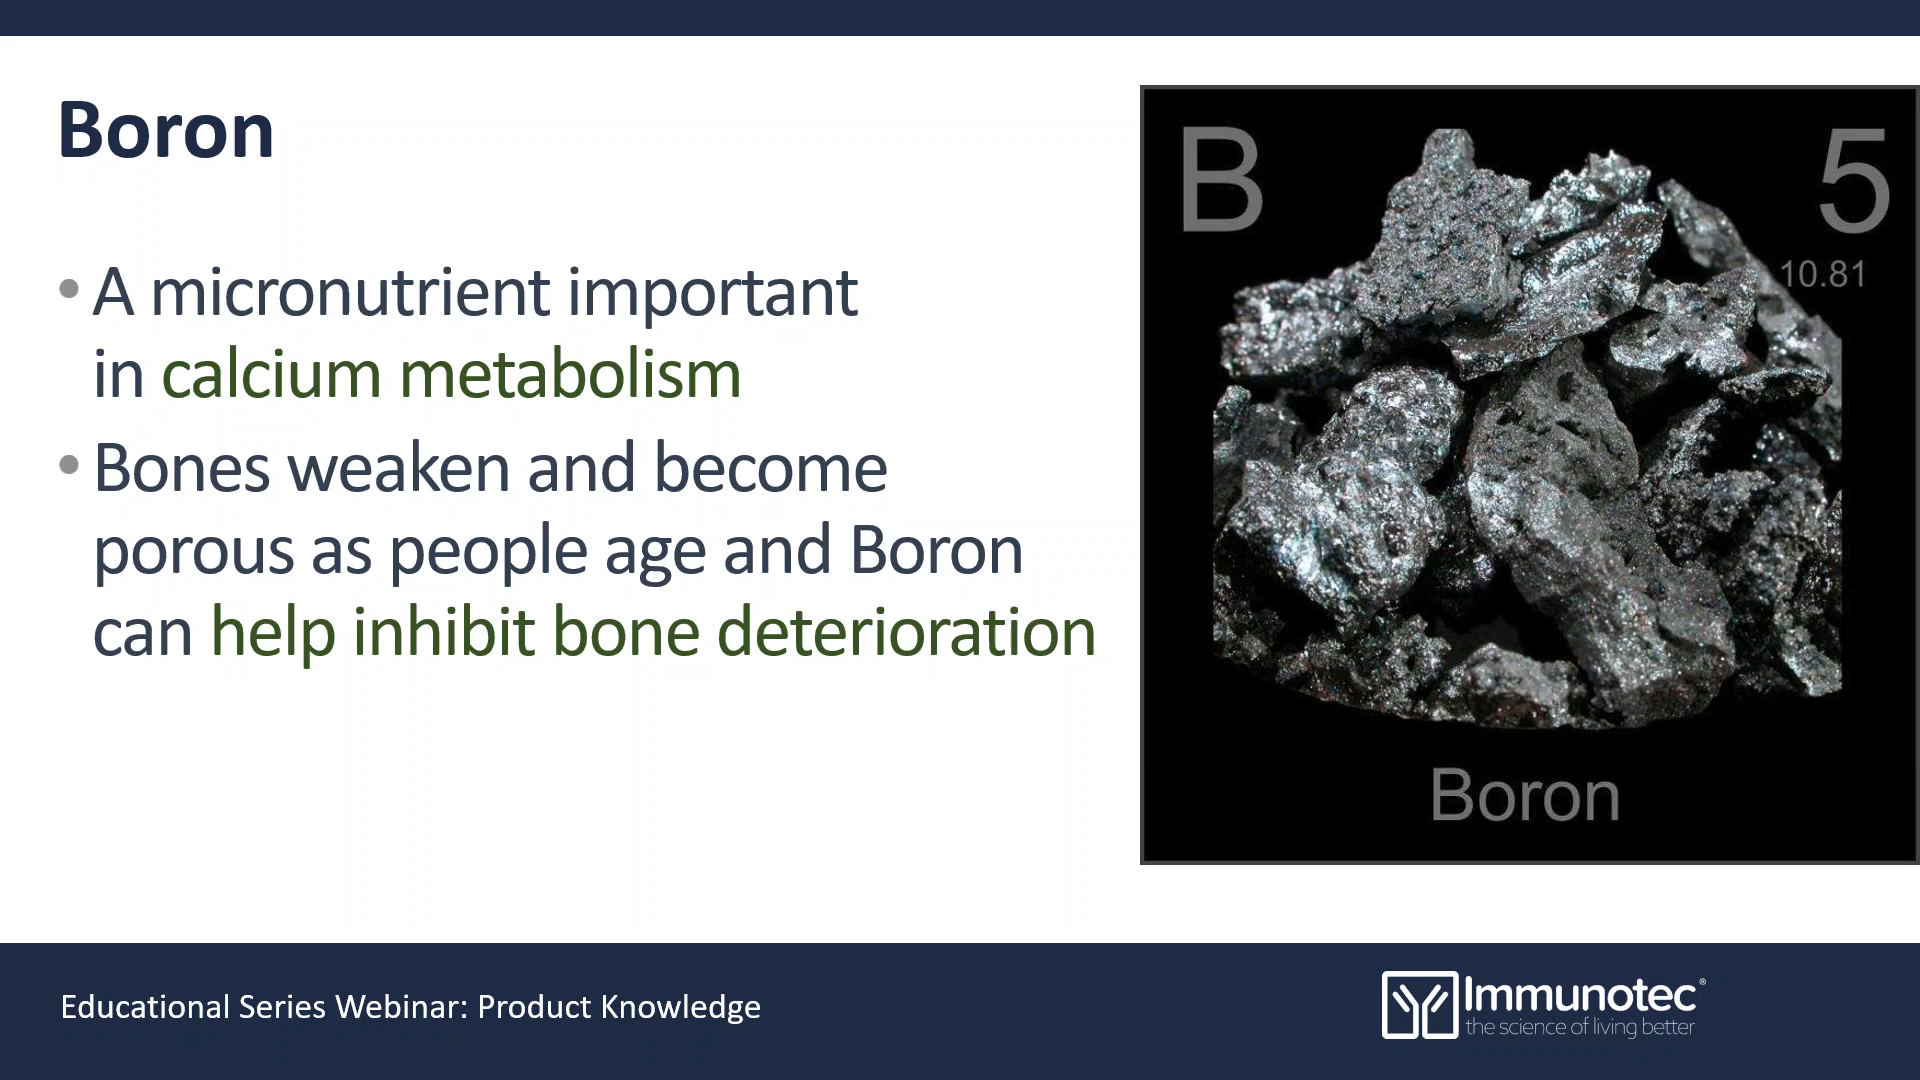 Boron
• A micronutrient important
in calcium metabolism
• Bones weaken and become
porous as people age and Boron
can help inhibit bone deterioration
B
5
10.81
Boron
Educational Series Webinar: Product Knowledge
Immunotec®
the science of living better